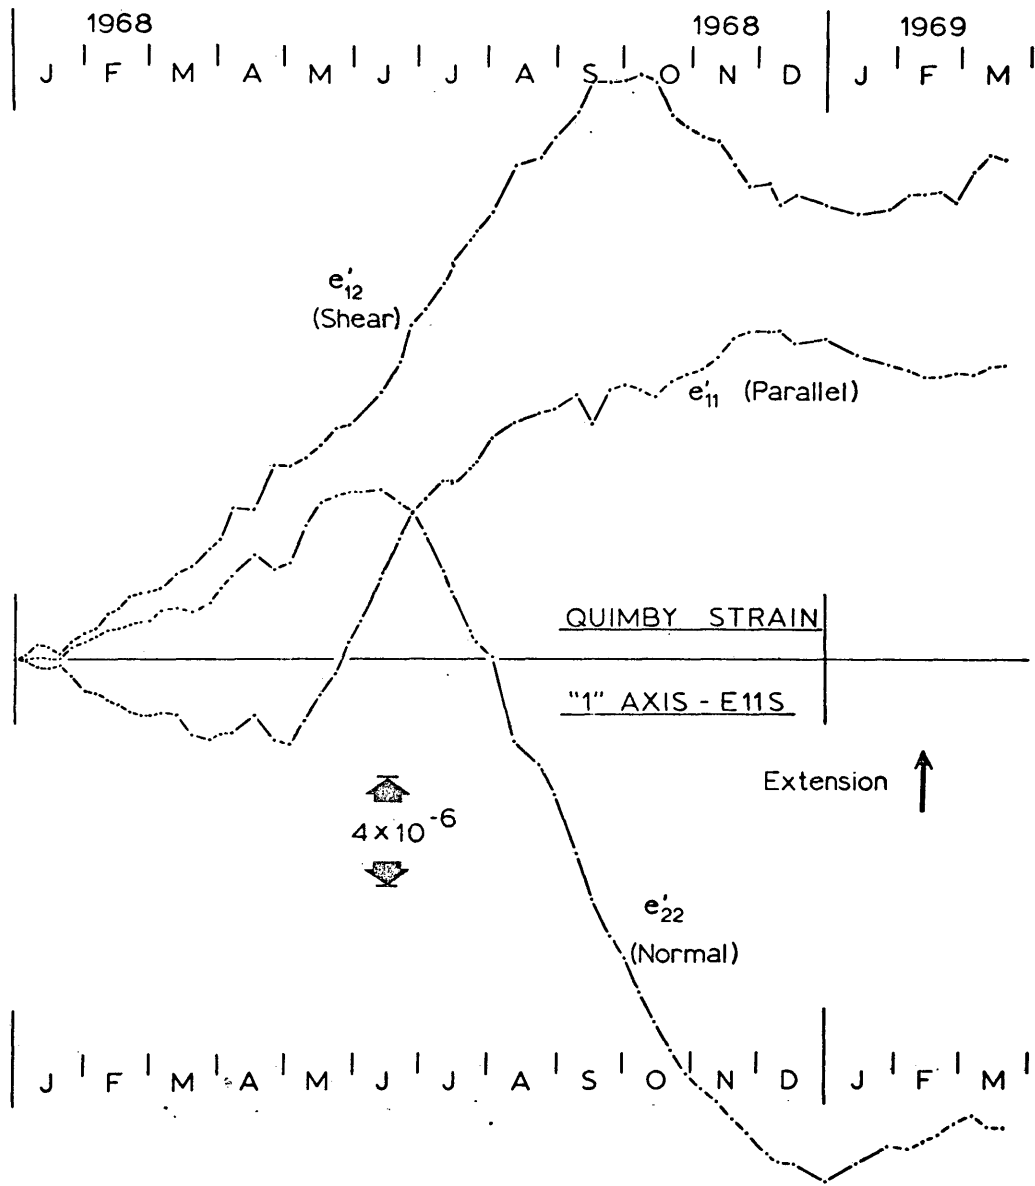 1968 1968 1969
J F M A M J J A S O N D J F M
e'12
(Shear)
e'11 (Parallel)
QUIMBY STRAIN
"1" AXIS - E11S
Extension
4 x 10-6
e'22
(Normal)
J F M A M J J A S O N D J F M